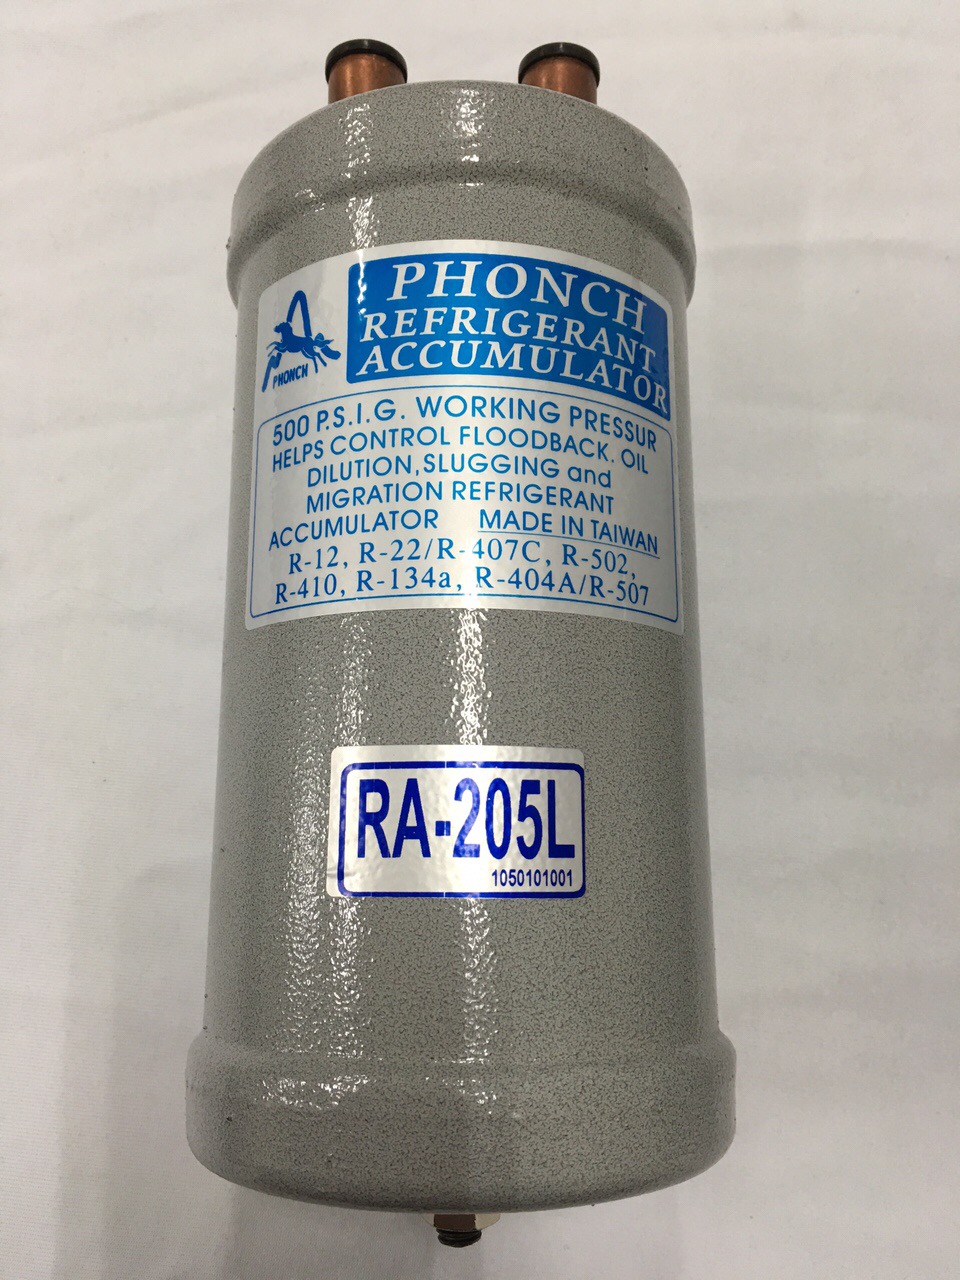 PHONCH
PHONCH
REFRIGERANT
ACCUMULATOR
500 P.S.I.G. WORKING PRESSUR
HELPS CONTROL FLOODBACK. OIL
DILUTION,SLUGGING and
MIGRATION REFRIGERANT
ACCUMULATOR MADE IN TAIWAN
R-12, R-22/R-407C, R-502,
R-410, R-134a, R-404A/R-507
RA-205L
1050101001